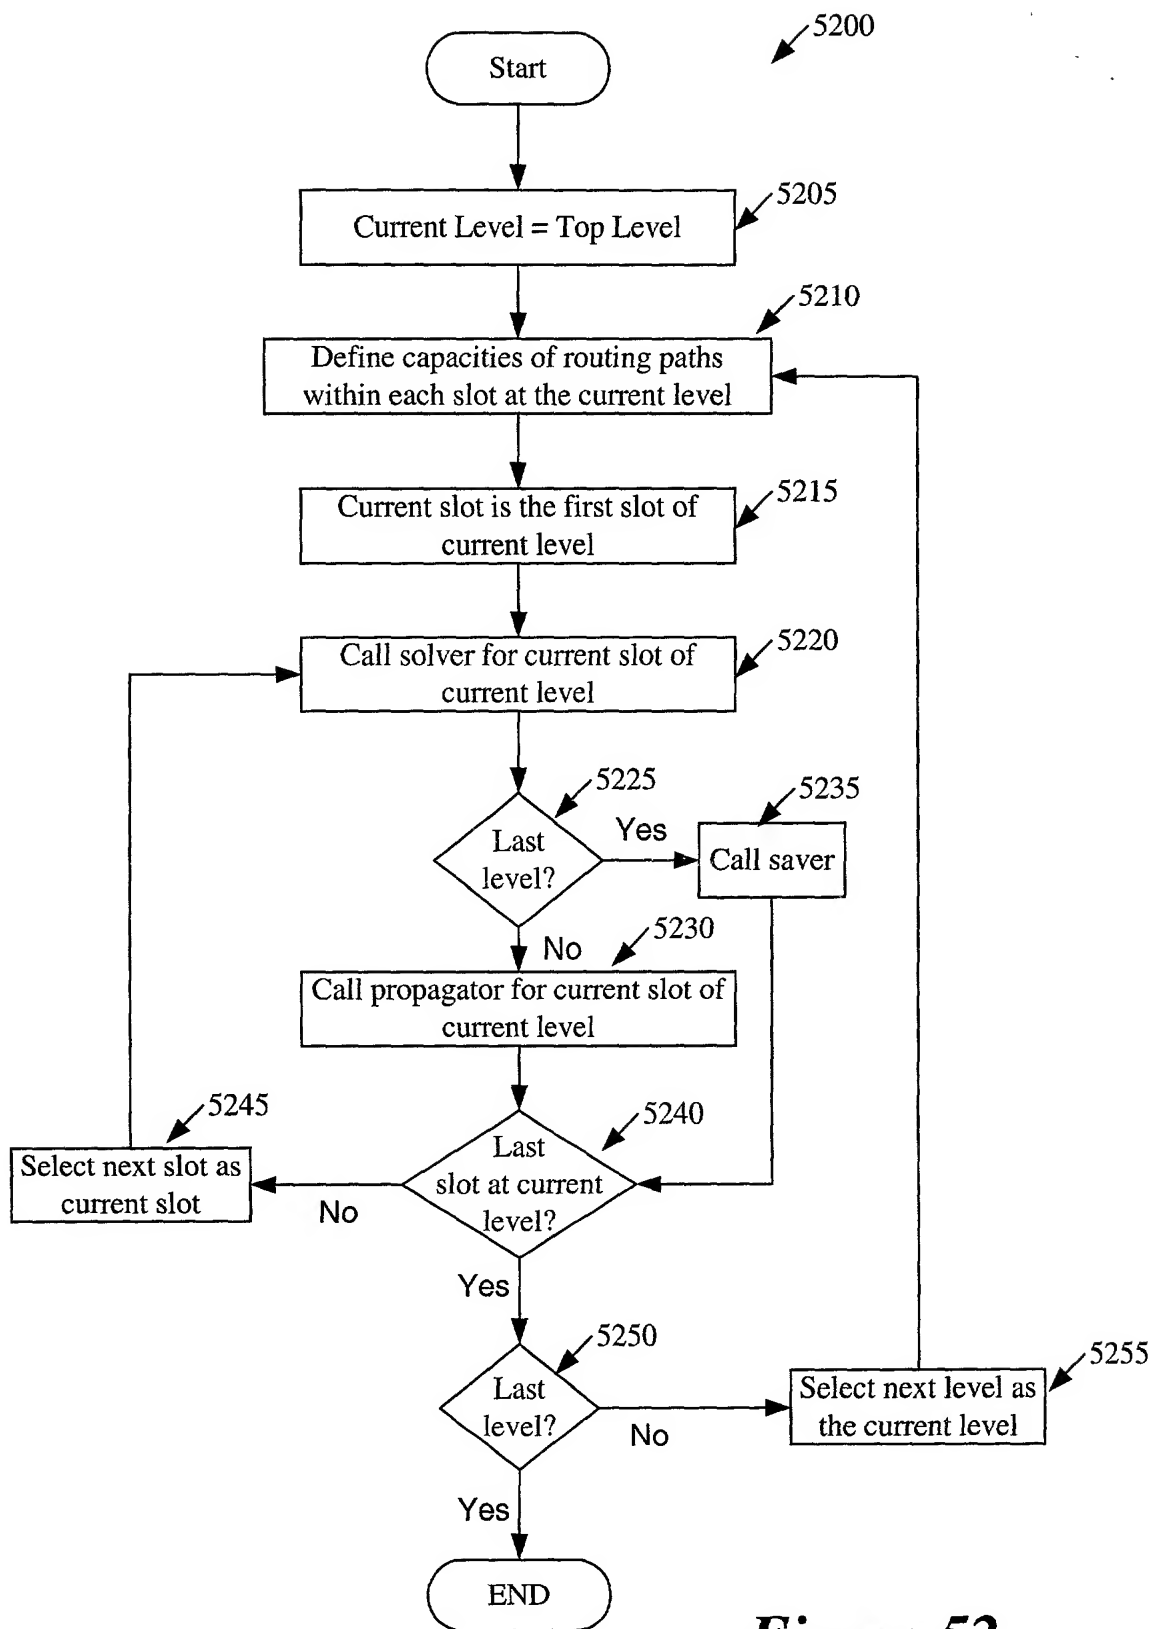 5200
Start
5205
Current Level = Top Level
5210
Define capacities of routing paths
within each slot at the current level
5215
Current slot is the first slot of
current level
5220
Call solver for current slot of
current level
5225
Last
level?
Yes
5235
Call saver
No
5230
Call propagator for current slot of
current level
5245
Select next slot as
current slot
5240
Last
slot at current
level?
No
Yes
5250
Last
level?
No
5255
Select next level as
the current level
Yes
END